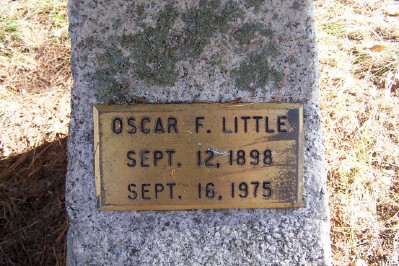 OSCAR F. LITTLE
SEPT. 12, 1898
SEPT. 16, 1975